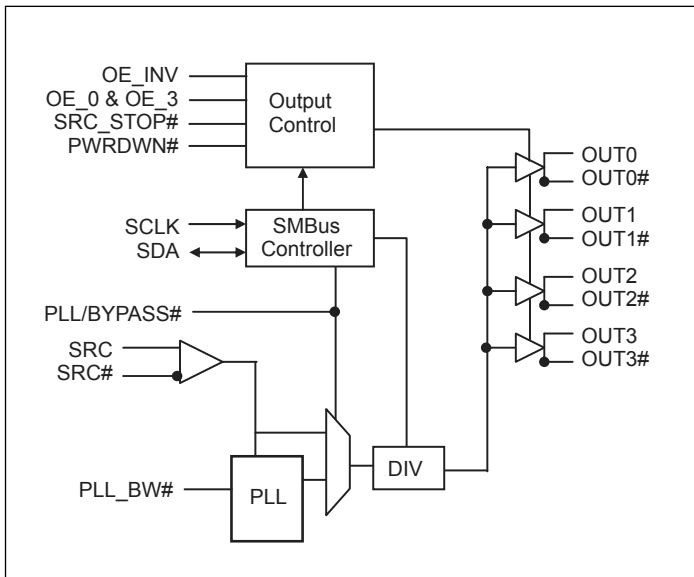 OE_INV
OE_0 & OE_3
SRC_STOP#
PWRDWN#
Output
Control
OUT0
OUT0#
OUT1
OUT1#
OUT2
OUT2#
OUT3
OUT3#
SCLK
SDA
SMBus
Controller
PLL/BYPASS#
SRC
SRC#
PLL_BW#
PLL
DIV